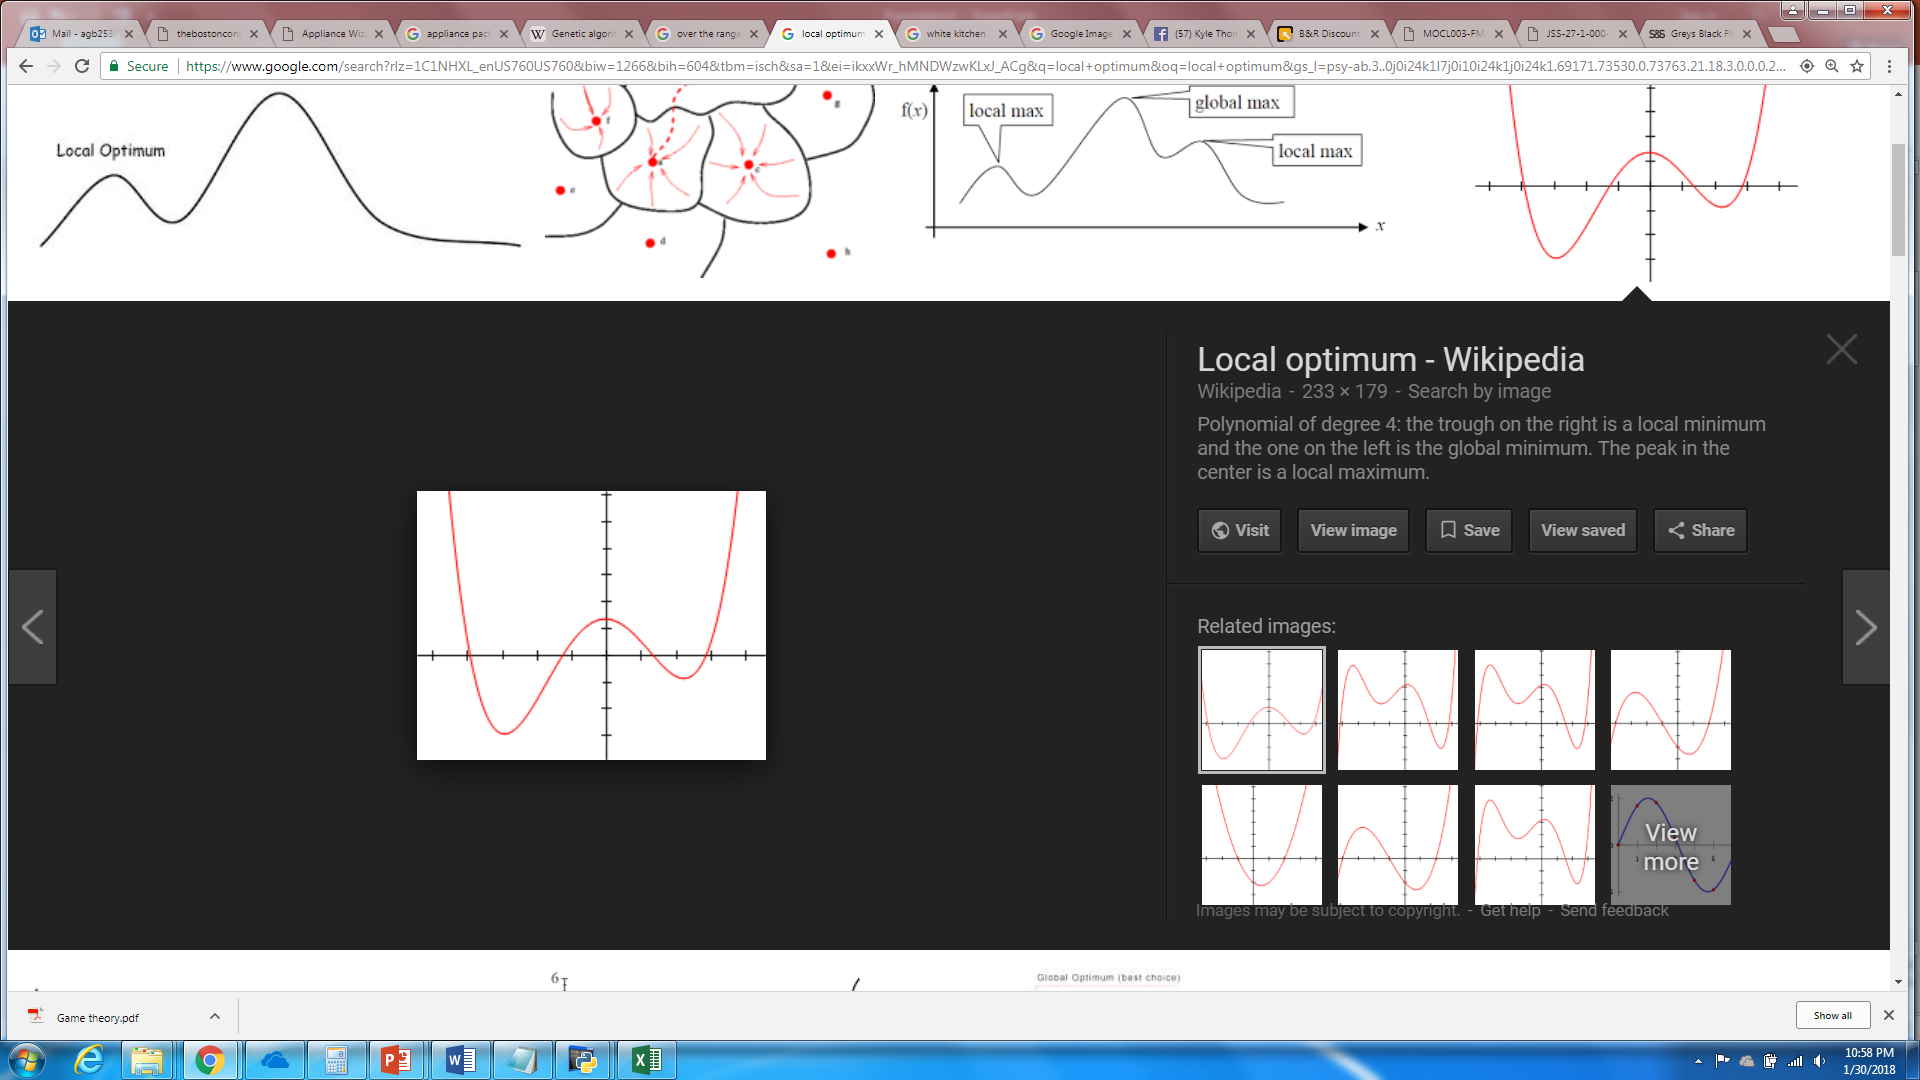 Mail - agb253
thebostoncon
Appliance Wiz
appliance pac
Genetic algori
over the range
local optimum
white kitchen
Google Image
(57) Kyle Thor
B&R Discount
MOCL003-FM
JSS-27-1-000-
Greys Black Fl
Secure
https://www.google.com/search?rlz=1C1NHXL_enUS760US760&biw=1266&bih=604&tbm=isch&sa=1&ei=ikxxWr_hMNDWzwKLxJ_ACg&q=local+optimum&oq=local+optimum&gs_l=psy-ab.3..0j0i24k1l7j0i10i24k1j0i24k1.69171.73530.0.73763.21.18.3.0.0.0.2...
Local Optimum
f
g
a
c
e
d
h
f(x)
local max
global max
local max
x
Local optimum - Wikipedia
Wikipedia - 233 × 179 - Search by image
Polynomial of degree 4: the trough on the right is a local minimum
and the one on the left is the global minimum. The peak in the
center is a local maximum.
Visit
View image
Save
View saved
Share
Related images:
View
more
Images may be subject to copyright. - Get help - Send feedback
6
Global Optimum (best choice)
Game theory.pdf
Show all
10:58 PM
1/30/2018